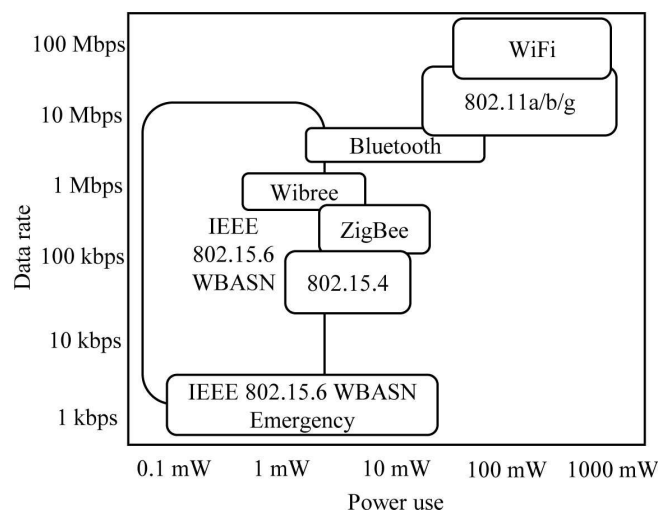 100 Mbps
WiFi
802.11a/b/g
10 Mbps
Bluetooth
1 Mbps
Wibree
IEEE
802.15.6
WBASN
ZigBee
Data rate
100 kbps
802.15.4
10 kbps
IEEE 802.15.6 WBASN
Emergency
1 kbps
0.1 mW
1 mW
10 mW
100 mW
1000 mW
Power use